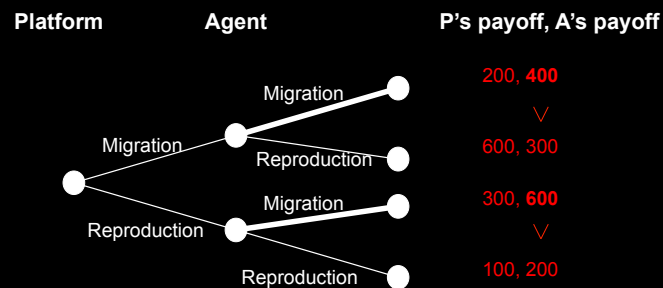 Platform Agent P's payoff, A's payoff
200, 400
Migration
∨
Migration
600, 300
Reproduction
300, 600
Migration
Reproduction
∨
100, 200
Reproduction